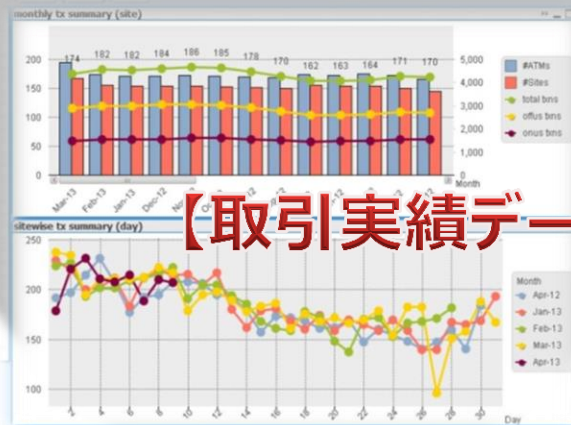 monthly tx summary (site)
174 182 182 184 186 185 178 170 162 163 164 171 170
200
150
100
50
0
5,000
4,000
3,000
2,000
1,000
0
Month
Mar-13 Feb-13 Jan-13 Dec-12
#ATMs
#Sites
total txns
offus txns
onus txns
【取引実績デー
sitewise tx summary (day)
250
200
150
100
2 4 6 8 10 12 14 16 18 20 22 24 26 28 30
Day
Month
Apr-12
Jan-13
Feb-13
Mar-13
Apr-13